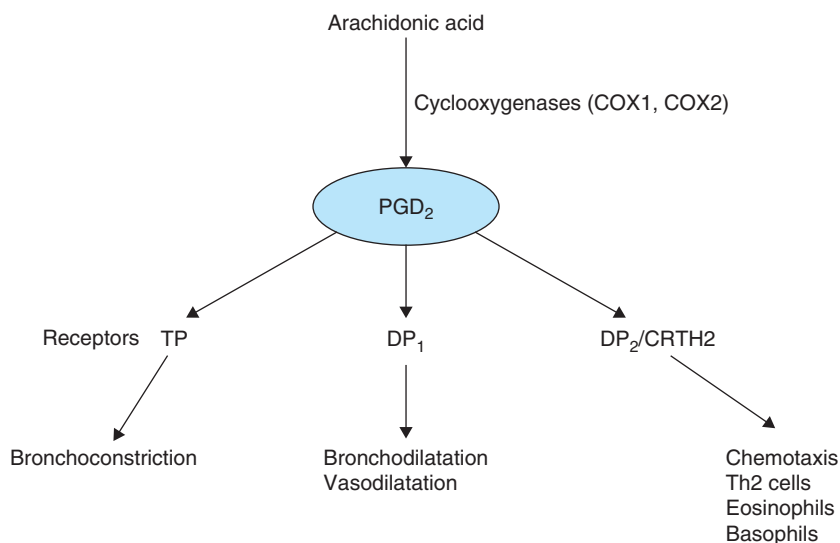 Arachidonic acid
Cyclooxygenases (COX1, COX2)
PGD₂
Receptors TP
DP₁
DP₂/CRTH2
Bronchoconstriction
Bronchodilatation
Vasodilatation
Chemotaxis
Th2 cells
Eosinophils
Basophils